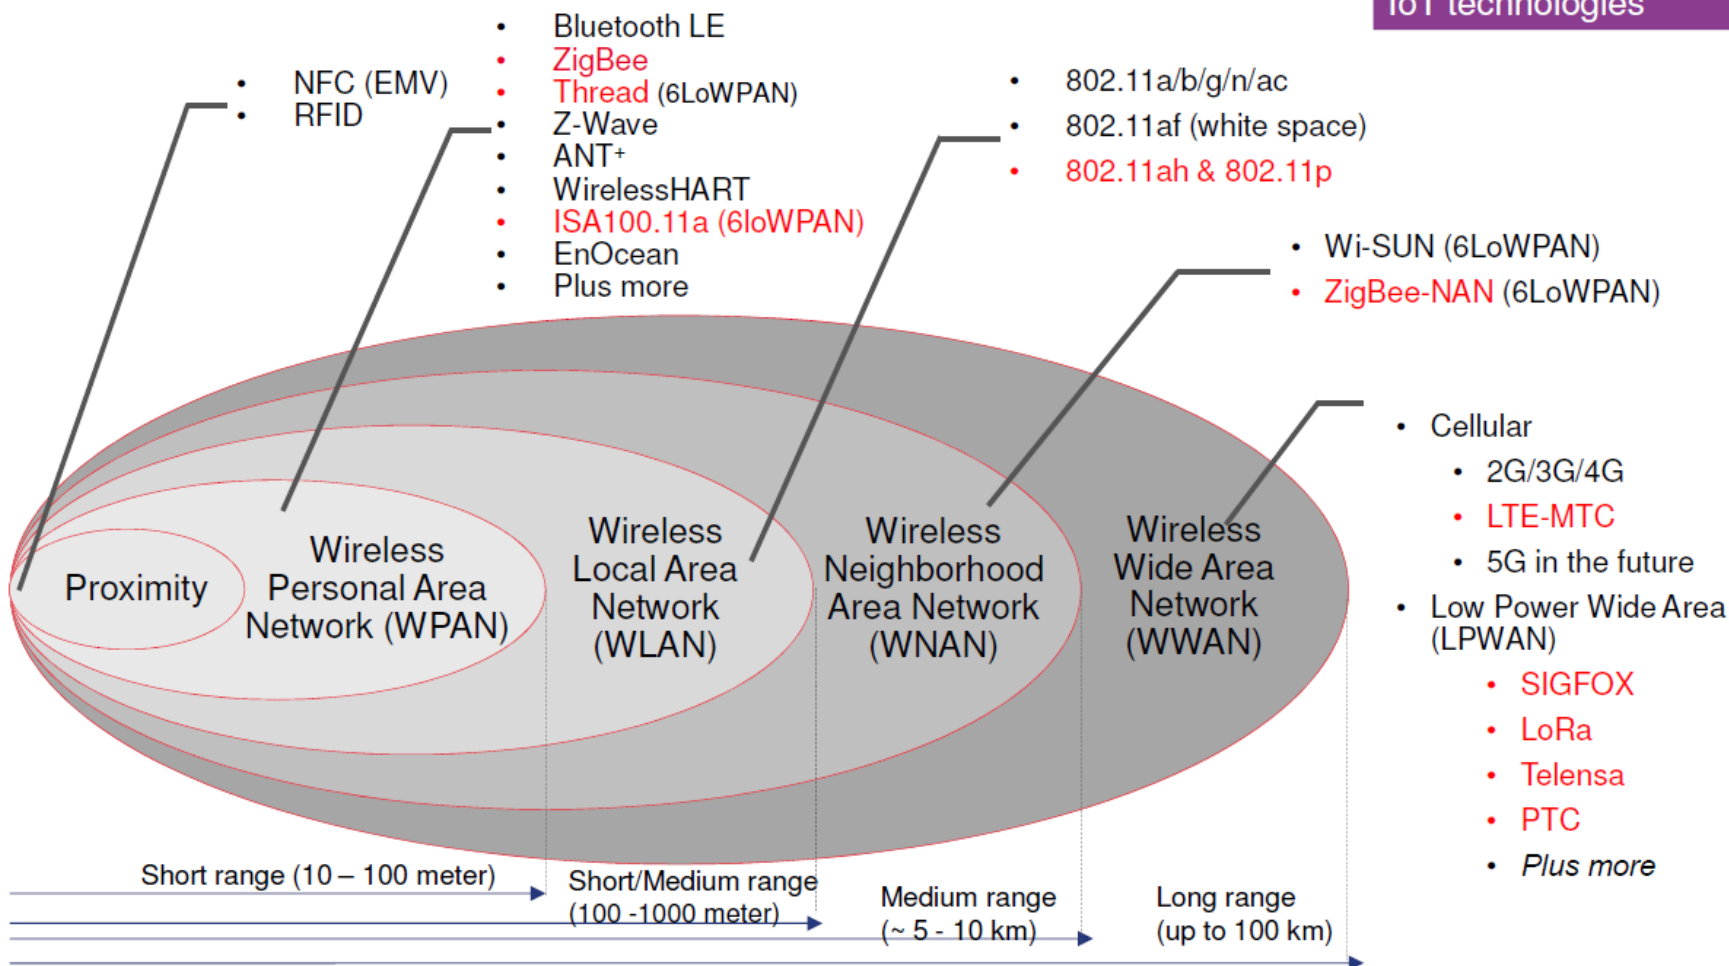 IoT technologies
• NFC (EMV)
• RFID
• Bluetooth LE
• ZigBee
• Thread (6LoWPAN)
• Z-Wave
• ANT+
• WirelessHART
• ISA100.11a (6loWPAN)
• EnOcean
• Plus more
• 802.11a/b/g/n/ac
• 802.11af (white space)
• 802.11ah & 802.11p
• Wi-SUN (6LoWPAN)
• ZigBee-NAN (6LoWPAN)
• Cellular
• 2G/3G/4G
• LTE-MTC
• 5G in the future
• Low Power Wide Area
(LPWAN)
• SIGFOX
• LoRa
• Telensa
• PTC
• Plus more
Proximity
Wireless
Personal Area
Network (WPAN)
Wireless
Local Area
Network
(WLAN)
Wireless
Neighborhood
Area Network
(WNAN)
Wireless
Wide Area
Network
(WWAN)
Short range (10 – 100 meter)
Short/Medium range
(100 -1000 meter)
Medium range
(~ 5 - 10 km)
Long range
(up to 100 km)